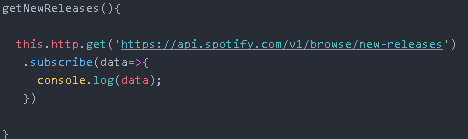 getNewReleases(){
this.http.get('https://api.spotify.com/v1/browse/new-releases')
.subscribe(data=>{
console.log(data);
})
}